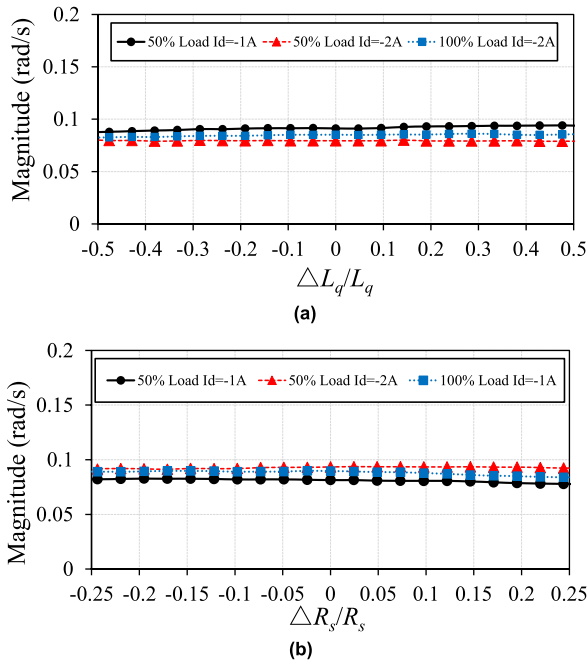 0.2
50% Load Id=-1A 50% Load Id=-2A 100% Load Id=-2A
0.15
0.1
0.05
0
Magnitude (rad/s)
-0.5 -0.4 -0.3 -0.2 -0.1 0 0.1 0.2 0.3 0.4 0.5
△Lq/Lq
(a)
0.2
50% Load Id=-1A 50% Load Id=-2A 100% Load Id=-1A
0.15
0.1
0.05
0
Magnitude (rad/s)
-0.25 -0.2 -0.15 -0.1 -0.05 0 0.05 0.1 0.15 0.2 0.25
△Rs/Rs
(b)